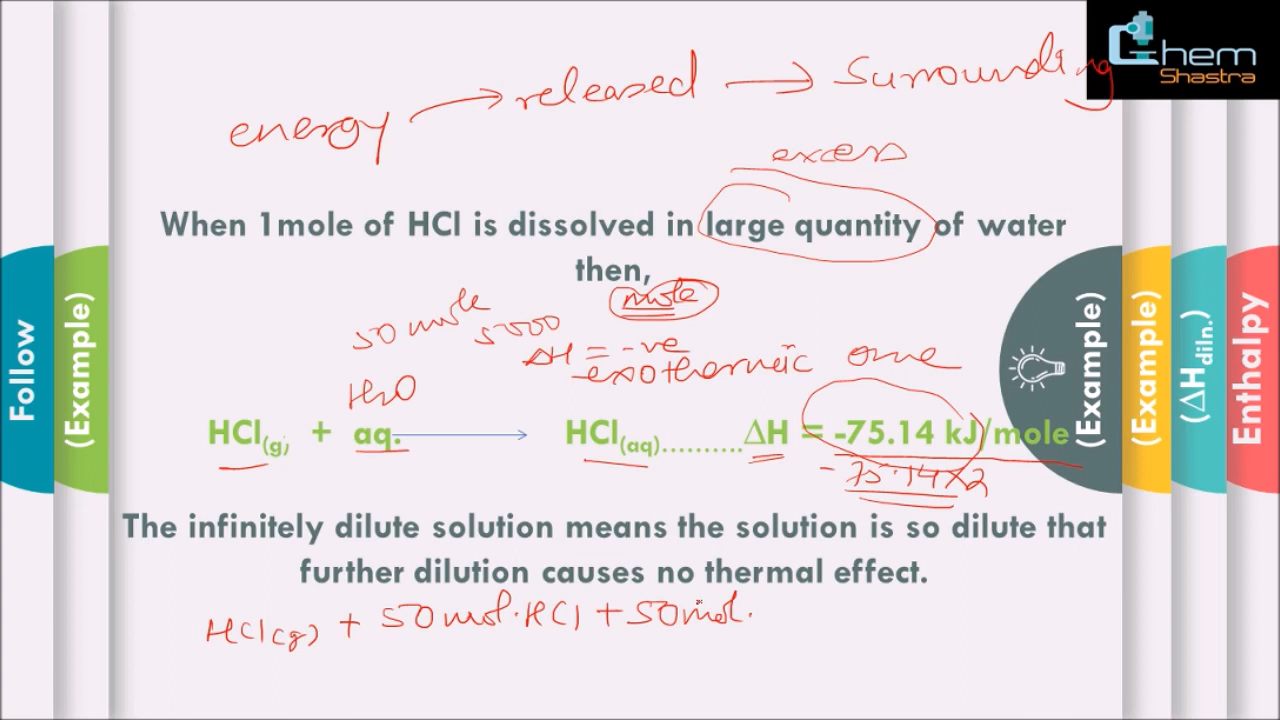 Chem
Shastra
energy → released → Surrounding
excess
When 1mole of HCl is dissolved in large quantity of water
then,
mole
50 mole 5000
ΔH = -ve
exothermic one
H2O
HCl(g) + aq. → HCl(aq)..........ΔH = -75.14 kJ/mole
- 75.14X2
The infinitely dilute solution means the solution is so dilute that
further dilution causes no thermal effect.
HCl(g) + 50mol.HCl + 50mol.
Follow
(Example)
(Example)
(Example)
(ΔHdiln.)
Enthalpy